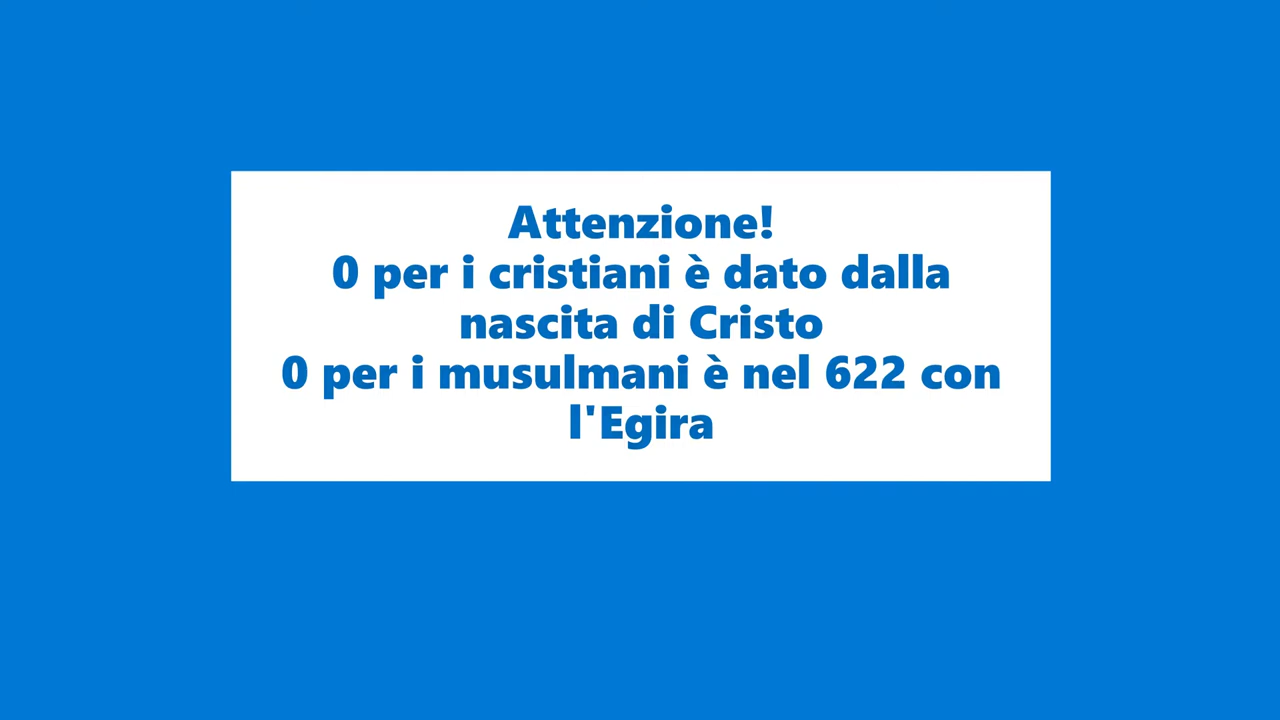 Attenzione!
0 per i cristiani è dato dalla
nascita di Cristo
0 per i musulmani è nel 622 con
l'Egira